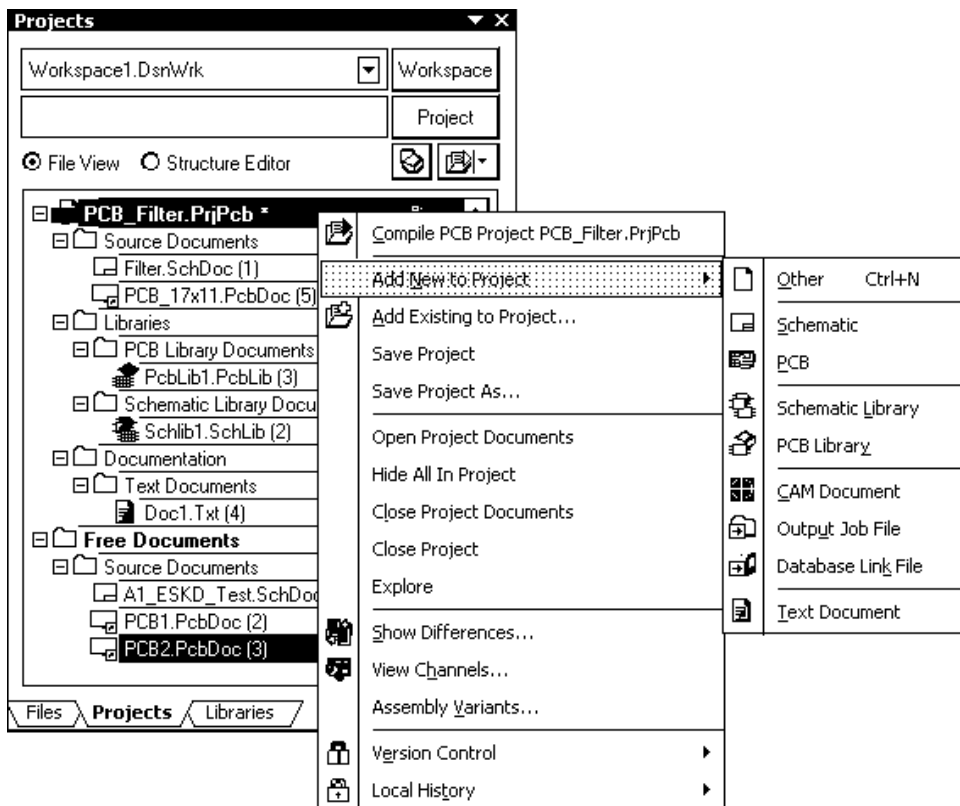 Projects
Workspace1.DsnWrk
Workspace
Project
File View
Structure Editor
PCB_Filter.PrjPcb *
Source Documents
Filter.SchDoc (1)
PCB_17x11.PcbDoc (5)
Libraries
PCB Library Documents
PcbLib1.PcbLib (3)
Schematic Library Docu
Schlib1.SchLib (2)
Documentation
Text Documents
Doc1.Txt (4)
Free Documents
Source Documents
A1_ESKD_Test.SchDoc
PCB1.PcbDoc (2)
PCB2.PcbDoc (3)
Files
Projects
Libraries
Compile PCB Project PCB_Filter.PrjPcb
Add New to Project
Add Existing to Project...
Save Project
Save Project As...
Open Project Documents
Hide All In Project
Close Project Documents
Close Project
Explore
Show Differences...
View Channels...
Assembly Variants...
Version Control
Local History
Other Ctrl+N
Schematic
PCB
Schematic Library
PCB Library
CAM Document
Output Job File
Database Link File
Text Document